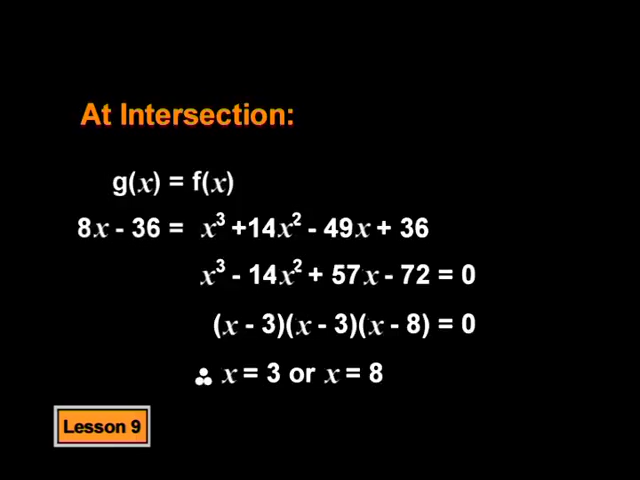 At Intersection:
g(x) = f(x)
8x - 36 = x³ +14x² - 49x + 36
x³ - 14x² + 57x - 72 = 0
(x - 3)(x - 3)(x - 8) = 0
∴ x = 3 or x = 8
Lesson 9